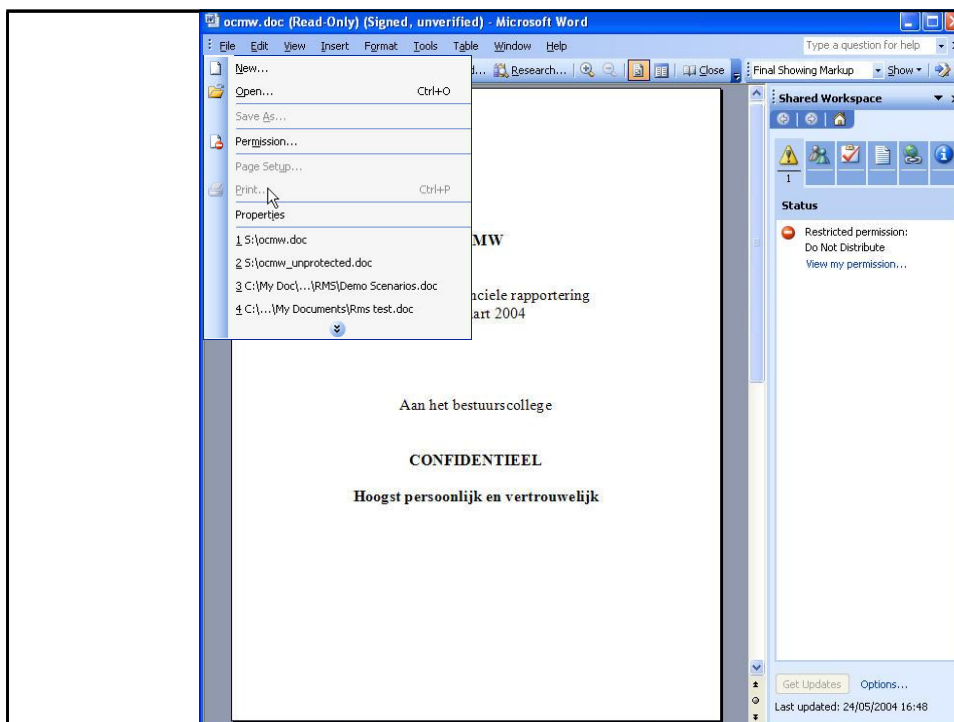 ocmw.doc (Read-Only) (Signed, unverified) - Microsoft Word
File Edit View Insert Format Tools Table Window Help Type a question for help
New...
Open... Ctrl+O
Save As...
Permission...
Page Setup...
Print... Ctrl+P
Properties
1 S:\ocmw.doc
2 S:\ocmw_unprotected.doc
3 C:\My Doc\...\RMS\Demo Scenarios.doc
4 C:\...\My Documents\Rms test.doc
... Research... Close Final Showing Markup Show
MW
nciele rapportering
art 2004
Aan het bestuurscollege
CONFIDENTIEEL
Hoogst persoonlijk en vertrouwelijk
Shared Workspace
1
Status
Restricted permission:
Do Not Distribute
View my permission...
Get Updates Options...
Last updated: 24/05/2004 16:48